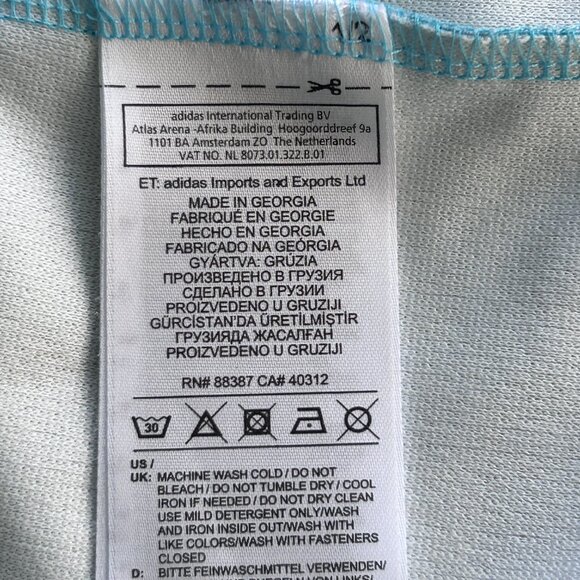 1/2
adidas International Trading BV
Atlas Arena -Afrika Building Hoogoorddreef 9a
1101 BA Amsterdam ZO The Netherlands
VAT NO. NL 8073.01.322.B.01
ET: adidas Imports and Exports Ltd
MADE IN GEORGIA
FABRIQUÉ EN GEORGIE
HECHO EN GEORGIA
FABRICADO NA GEÓRGIA
GYÁRTVA: GRÚZIA
ПРОИЗВЕДЕНО В ГРУЗИЯ
СДЕЛАНО В ГРУЗИИ
PROIZVEDENO U GRUZIJI
GÜRCİSTAN'DA ÜRETİLMİŞTİR
ГРУЗИЯДА ЖАСАЛҒАН
PROIZVEDENO U GRUZIJI
RN# 88387 CA# 40312
30
US /
UK: MACHINE WASH COLD / DO NOT
BLEACH / DO NOT TUMBLE DRY / COOL
IRON IF NEEDED / DO NOT DRY CLEAN
USE MILD DETERGENT ONLY/WASH
AND IRON INSIDE OUT/WASH WITH
LIKE COLORS/WASH WITH FASTENERS
CLOSED
D: BITTE FEINWASCHMITTEL VERWENDEN/